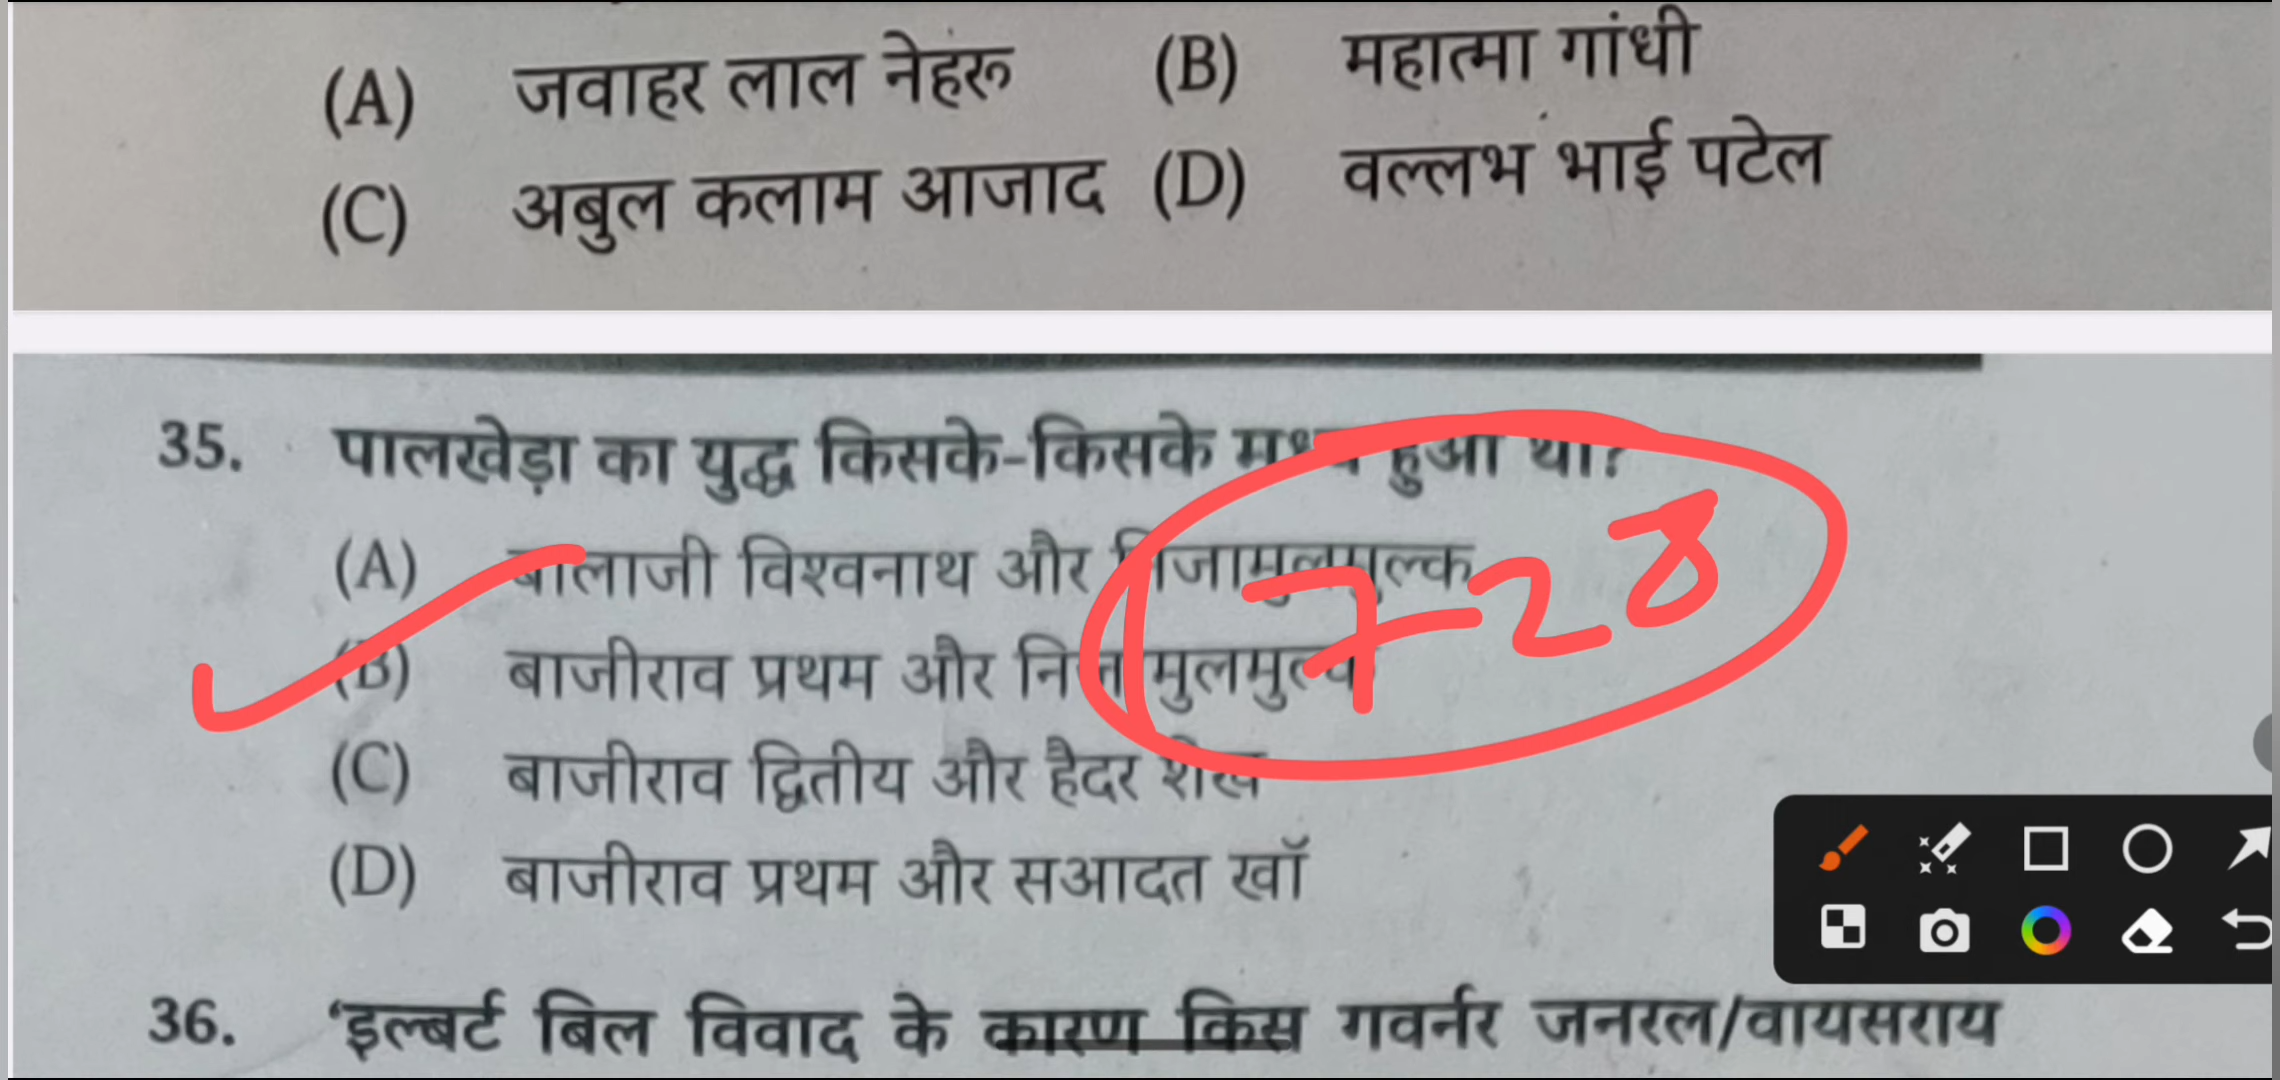 (A) जवाहर लाल नेहरू (B) महात्मा गांधी
(C) अबुल कलाम आजाद (D) वल्लभ भाई पटेल
35. पालखेड़ा का युद्ध किसके-किसके मध्य हुआ था?
(A) बालाजी विश्वनाथ और निजामुलमुल्क
(B) बाजीराव प्रथम और निजामुलमुल्क
1728
(C) बाजीराव द्वितीय और हैदर शेख
(D) बाजीराव प्रथम और सआदत खाँ
36. ‘इल्बर्ट बिल विवाद के कारण किस गवर्नर जनरल/वायसराय